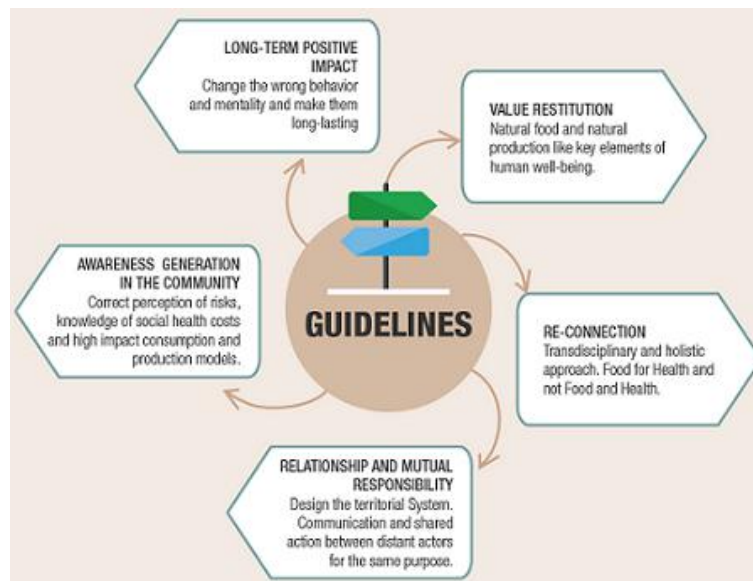 LONG-TERM POSITIVE
IMPACT
Change the wrong behavior
and mentality and make them
long-lasting
VALUE RESTITUTION
Natural food and natural
production like key elements of
human well-being.
AWARENESS GENERATION
IN THE COMMUNITY
Correct perception of risks,
knowledge of social health costs
and high impact consumption and
production models.
GUIDELINES
RE-CONNECTION
Transdisciplinary and holistic
approach. Food for Health and
not Food and Health.
RELATIONSHIP AND MUTUAL
RESPONSIBILITY
Design the territorial System.
Communication and shared
action between distant actors
for the same purpose.